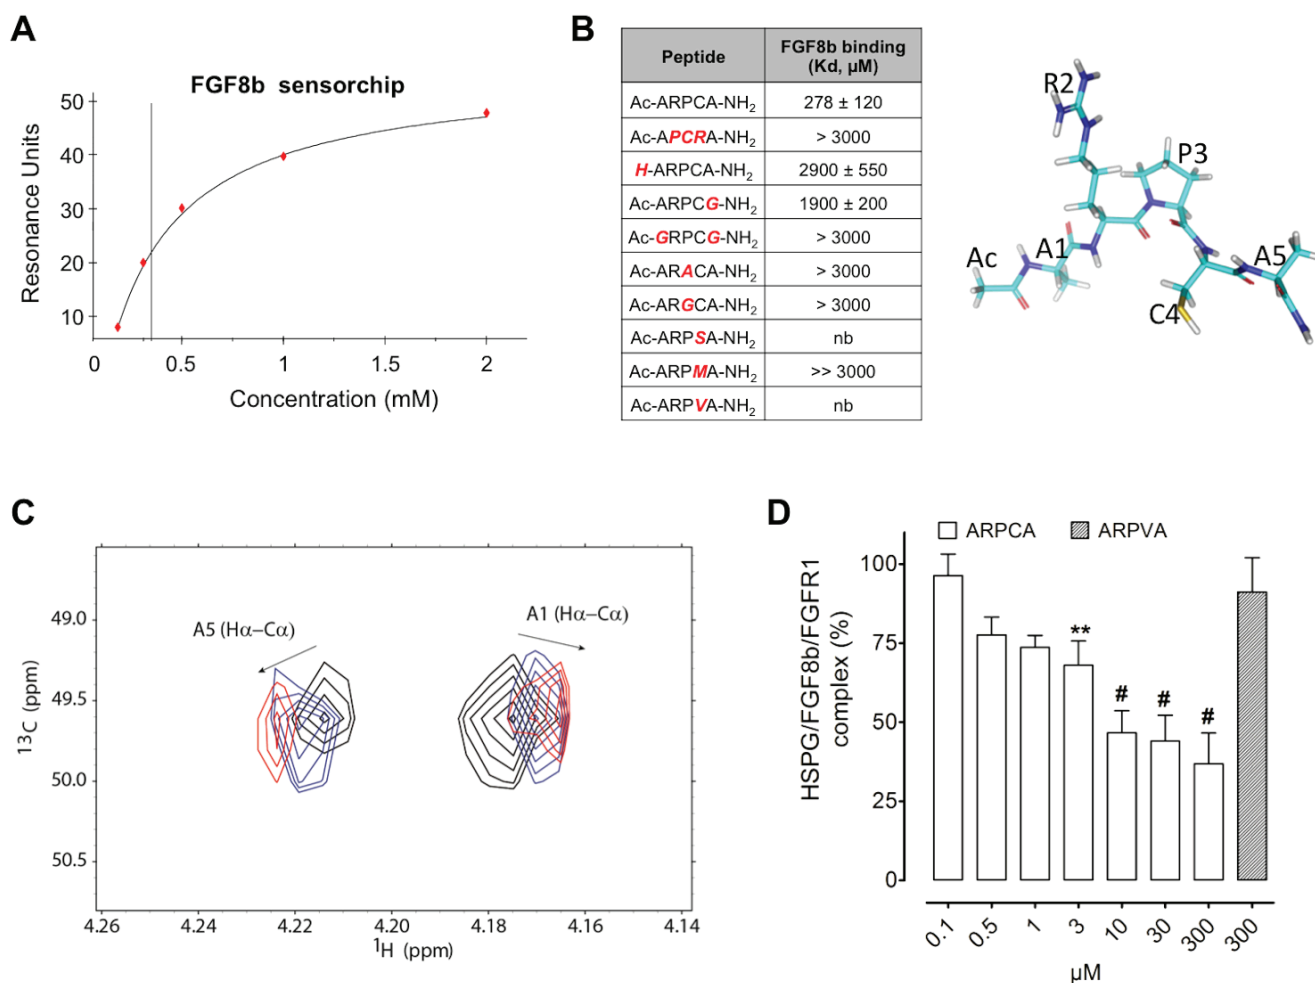 A
FGF8b sensorchip
Resonance Units
50
40
30
20
10
0
0.5
1
1.5
2
Concentration (mM)
B
Peptide
FGF8b binding
(Kd, µM)
Ac-ARPCA-NH2
278 ± 120
Ac-APCRA-NH2
> 3000
H-ARPCA-NH2
2900 ± 550
Ac-ARPCG-NH2
1900 ± 200
Ac-GRPCG-NH2
> 3000
Ac-ARACA-NH2
> 3000
Ac-ARGCA-NH2
> 3000
Ac-ARPSA-NH2
nb
Ac-ARPMA-NH2
>> 3000
Ac-ARPVA-NH2
nb
R2
P3
Ac
A1
A5
C4
C
13C (ppm)
49.0
49.5
50.0
50.5
A5 (Hα−Cα)
A1 (Hα−Cα)
4.26
4.24
4.22
4.20
4.18
4.16
4.14
1H (ppm)
D
ARPCA
ARPVA
HSPG/FGF8b/FGFR1
complex (%)
100
75
50
25
0
**
#
#
#
0.1
0.5
1
3
10
30
300
300
µM